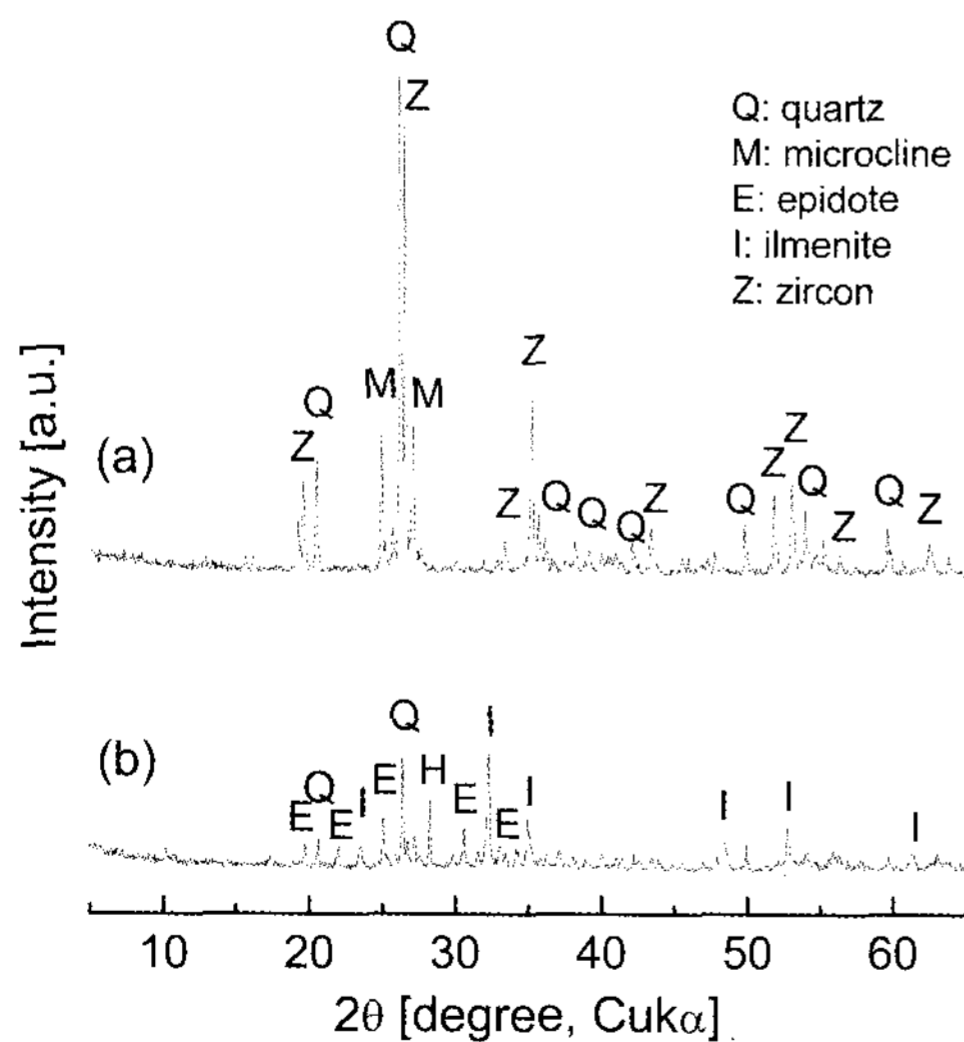 Q
Z
Q: quartz
M: microcline
E: epidote
I: ilmenite
Z: zircon
Intensity [a.u.]
(a)
Z
Q
M
M
Z
Z
Q
Q
Q
Z
Q
Z
Z
Q
Z
Q
Z
(b)
E
Q
E
I
E
Q
H
E
I
E
I
I
I
I
10 20 30 40 50 60
2θ [degree, Cukα]